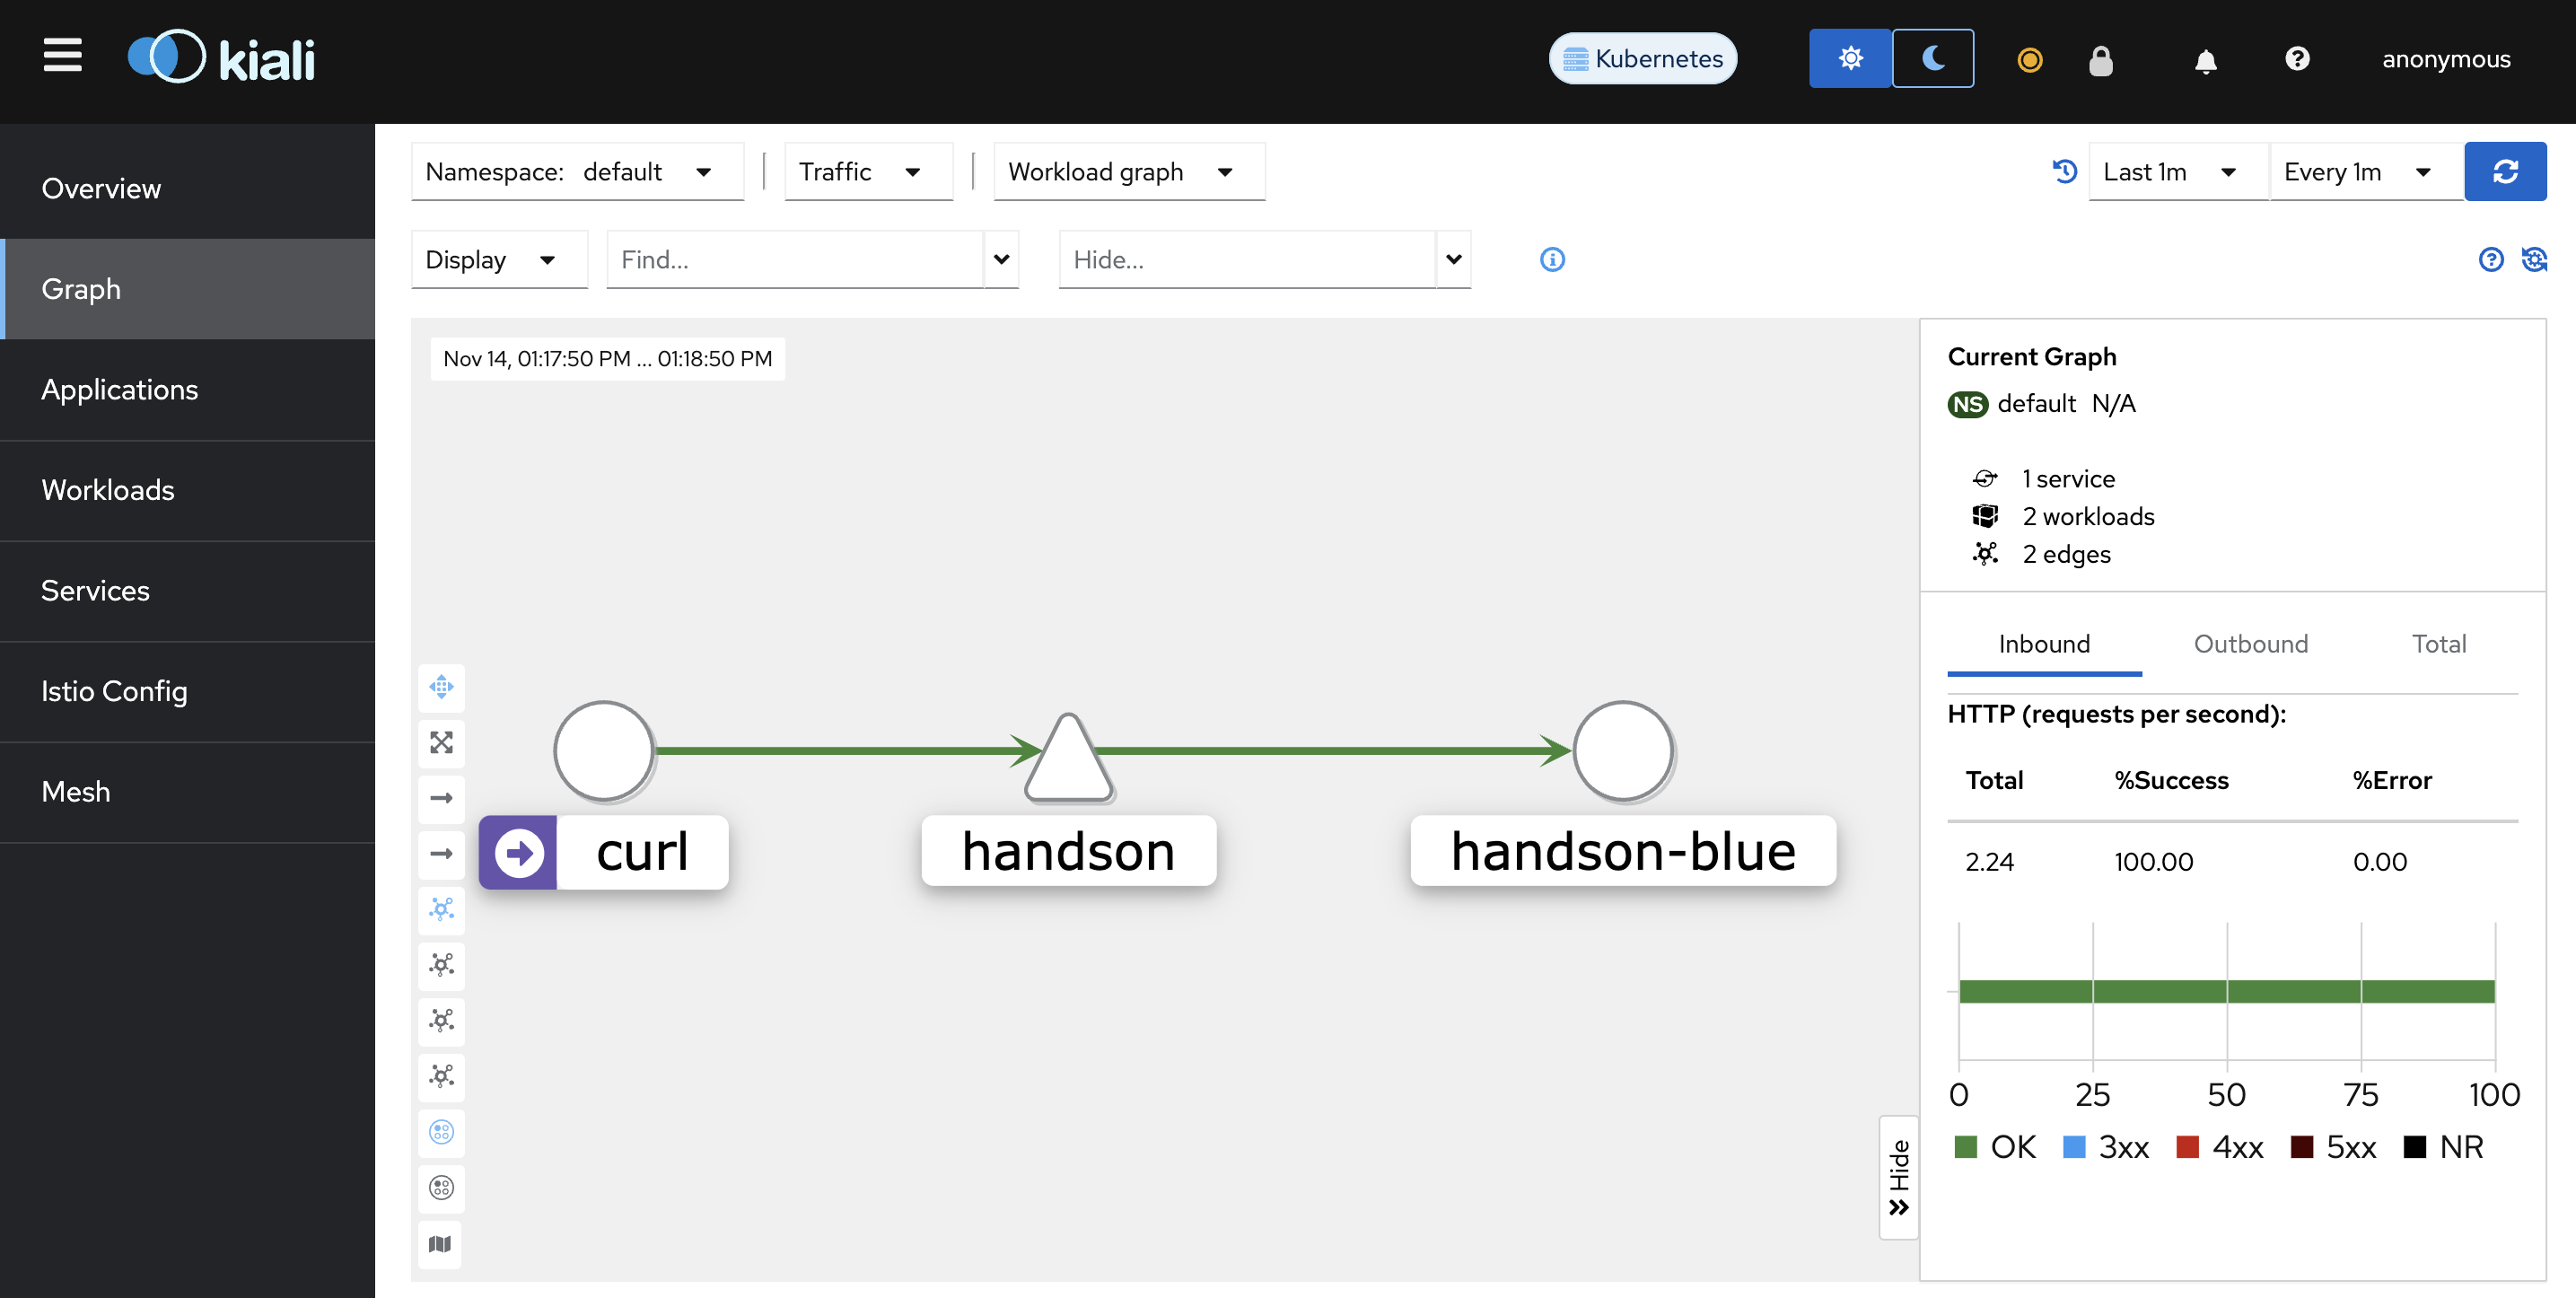 kiali
Kubernetes
anonymous
Overview
Graph
Applications
Workloads
Services
Istio Config
Mesh
Namespace: default
Traffic
Workload graph
Last 1m
Every 1m
Display
Find...
Hide...
Nov 14, 01:17:50 PM ... 01:18:50 PM
curl
handson
handson-blue
Hide
Current Graph
NS default N/A
1 service
2 workloads
2 edges
Inbound Outbound Total
HTTP (requests per second):
Total %Success %Error
2.24 100.00 0.00
0 25 50 75 100
OK 3xx 4xx 5xx NR